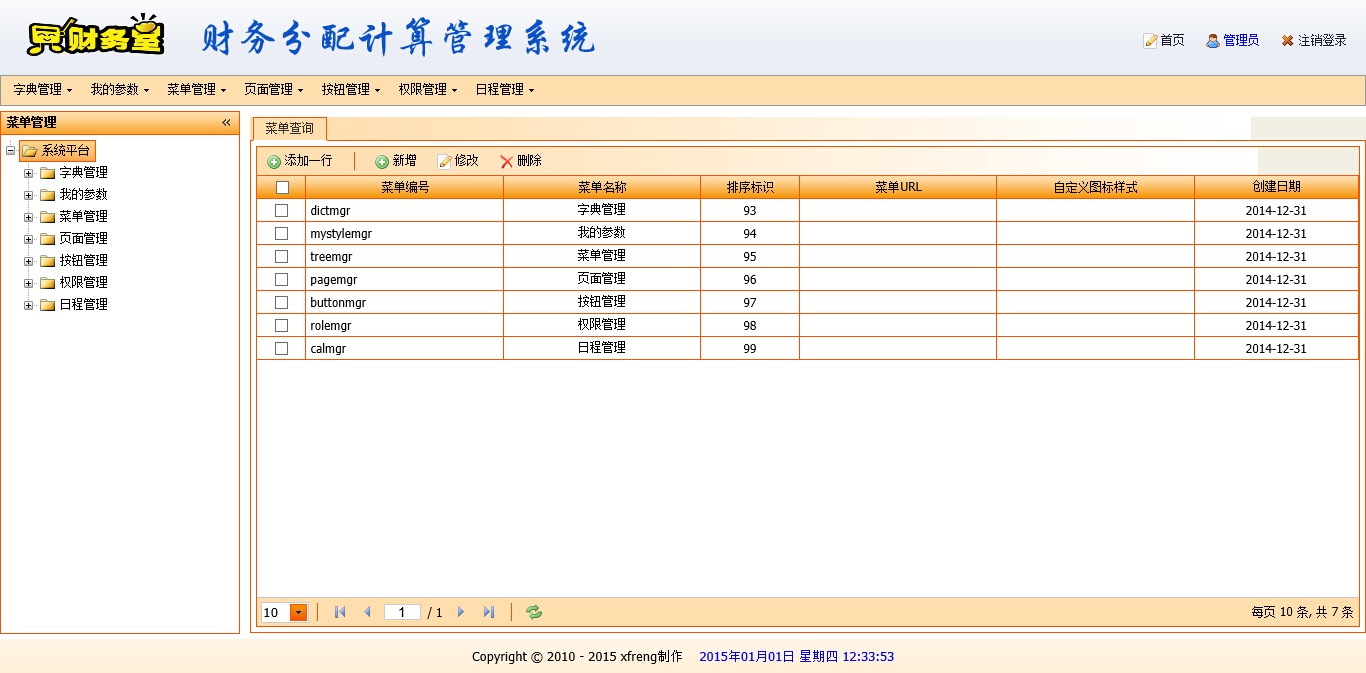 贝财务堂 财务分配计算管理系统
首页 管理员 注销登录
字典管理 我的参数 菜单管理 页面管理 按钮管理 权限管理 日程管理
菜单管理 «
系统平台
字典管理
我的参数
菜单管理
页面管理
按钮管理
权限管理
日程管理
菜单查询
添加一行 新增 修改 删除
菜单编号 菜单名称 排序标识 菜单URL 自定义图标样式 创建日期
dictmgr 字典管理 93 2014-12-31
mystylemgr 我的参数 94 2014-12-31
treemgr 菜单管理 95 2014-12-31
pagemgr 页面管理 96 2014-12-31
buttonmgr 按钮管理 97 2014-12-31
rolemgr 权限管理 98 2014-12-31
calmgr 日程管理 99 2014-12-31
10 1 / 1 每页 10 条, 共 7 条
Copyright © 2010 - 2015 xfreng制作 2015年01月01日 星期四 12:33:53